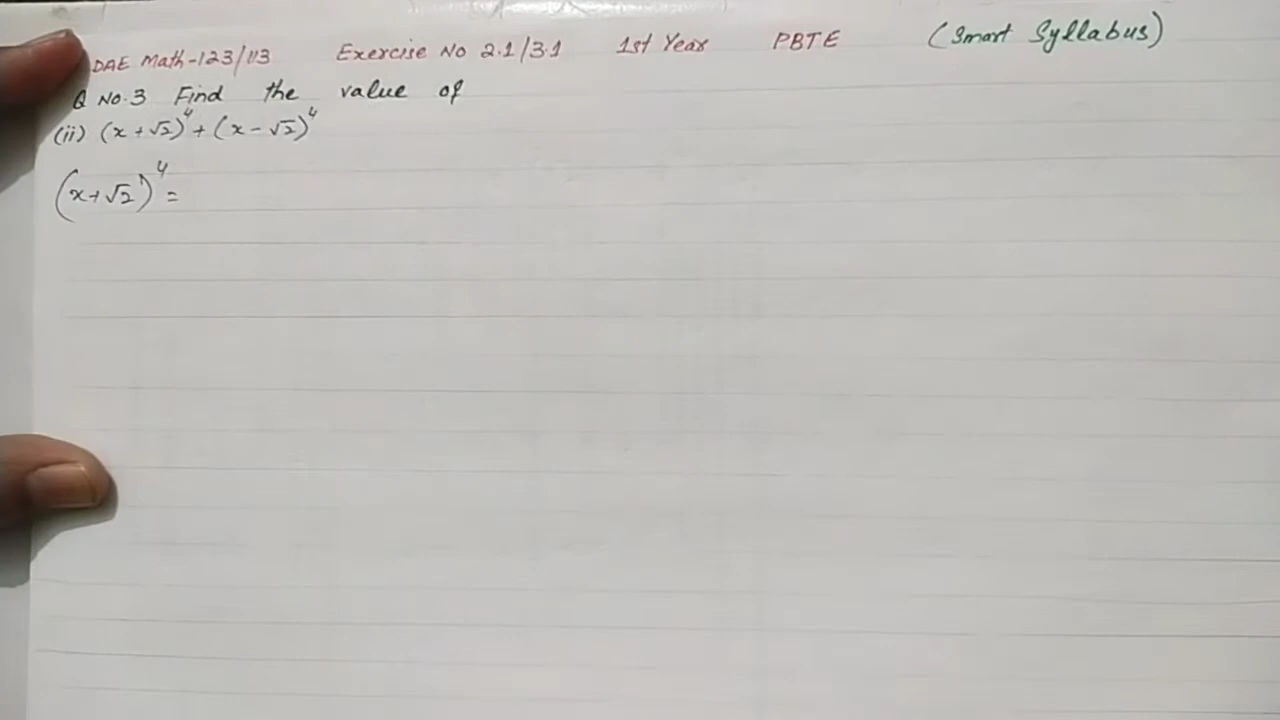 DAE Math-123/113 Exercise No 2.1/3.1 1st Year PBTE (Smart Syllabus)
Q No.3 Find the value of
(ii) (x + √2)⁴ + (x - √2)⁴
(x + √2)⁴ =